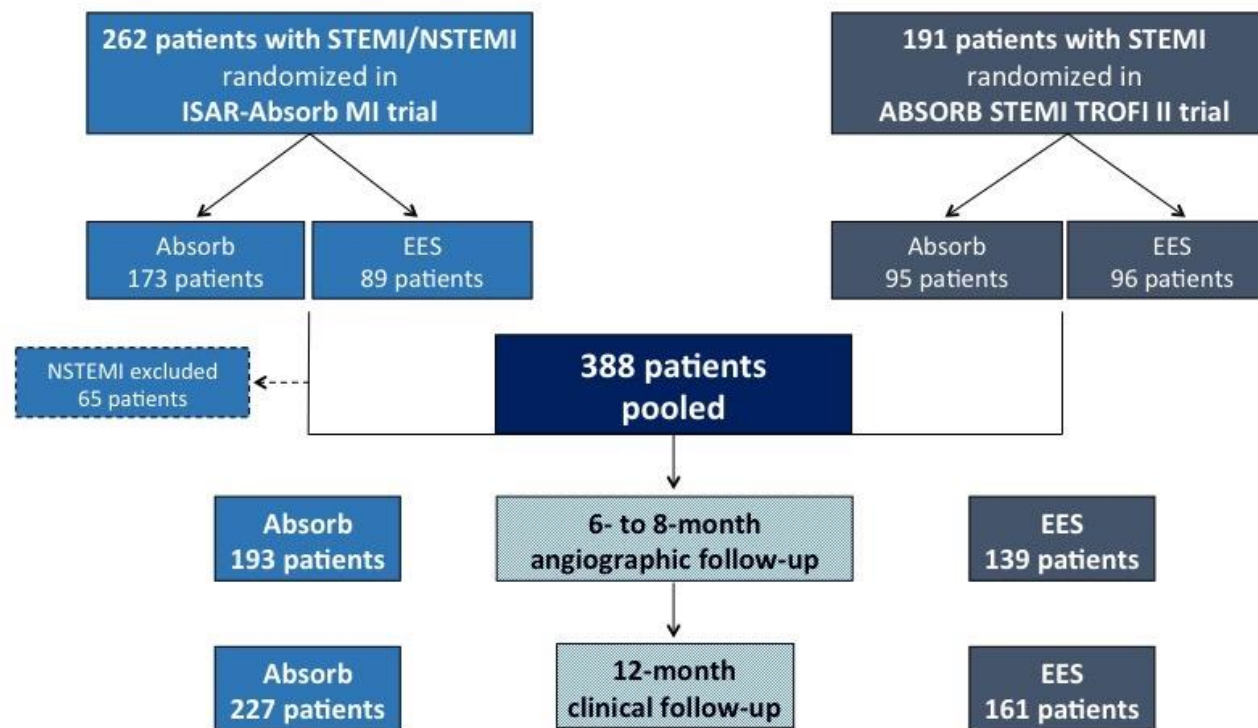 262 patients with STEMI/NSTEMI
randomized in
ISAR-Absorb MI trial
191 patients with STEMI
randomized in
ABSORB STEMI TROFI II trial
Absorb
173 patients
EES
89 patients
Absorb
95 patients
EES
96 patients
NSTEMI excluded
65 patients
388 patients
pooled
Absorb
193 patients
6- to 8-month
angiographic follow-up
EES
139 patients
Absorb
227 patients
12-month
clinical follow-up
EES
161 patients